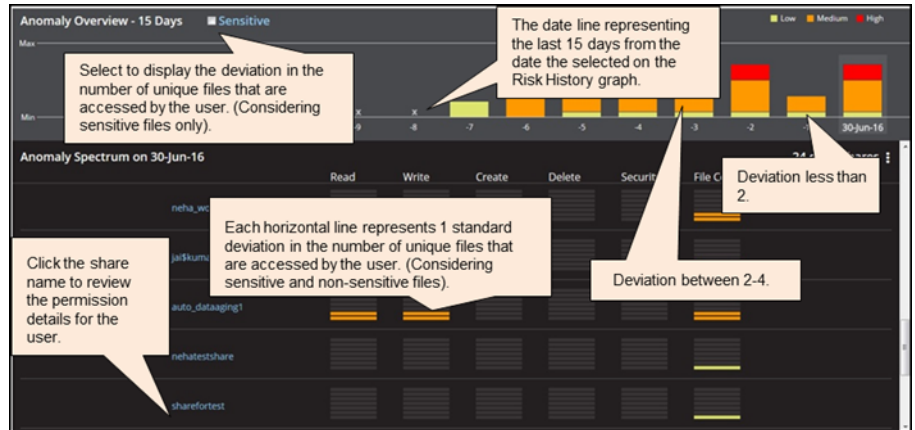 Anomaly Overview - 15 Days
Sensitive
Low
Medium
High
Max
Select to display the deviation in the
number of unique files that are
accessed by the user. (Considering
sensitive files only).
The date line representing
the last 15 days from the
date the selected on the
Risk History graph.
Min
x
x
-9
-8
-7
-6
-5
-4
-3
-2
30-Jun-16
Anomaly Spectrum on 30-Jun-16
Deviation less than
2.
Read
Write
Create
Delete
File
Each horizontal line represents 1 standard
deviation in the number of unique files that
are accessed by the user. (Considering
sensitive and non-sensitive files).
Deviation between 2-4.
Click the share
name to review
the permission
details for the
user.
auto_dataaging1
nehatestshare
sharefortest